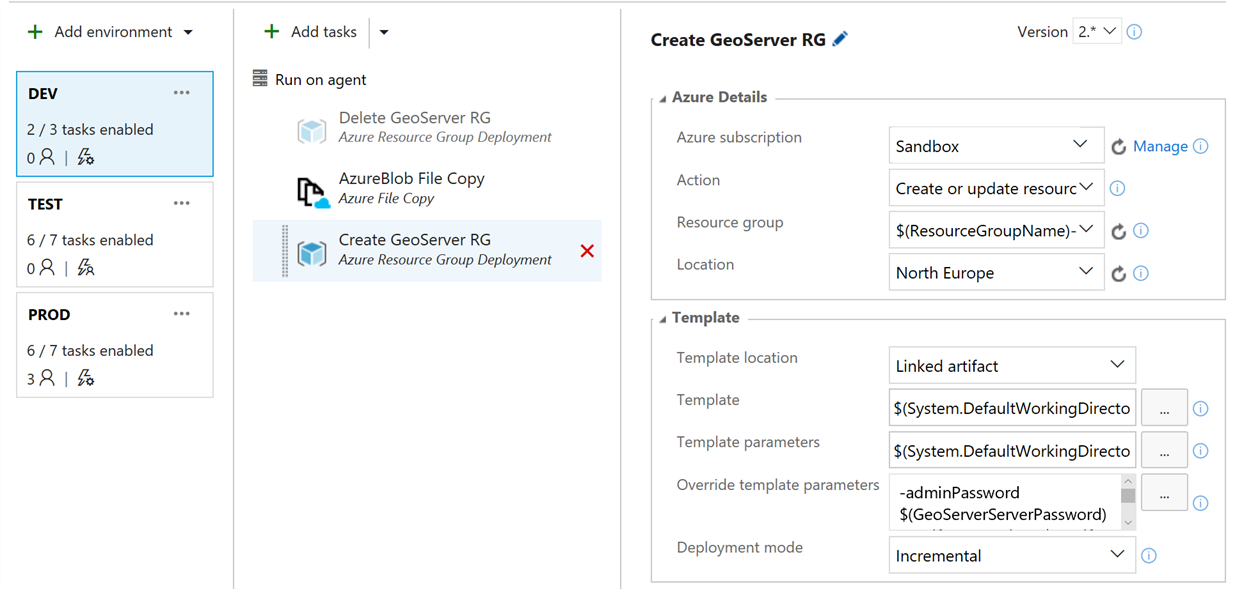 Add environment
DEV
2 / 3 tasks enabled
0
TEST
6 / 7 tasks enabled
0
PROD
6 / 7 tasks enabled
3
Add tasks
Run on agent
Delete GeoServer RG
Azure Resource Group Deployment
AzureBlob File Copy
Azure File Copy
Create GeoServer RG
Azure Resource Group Deployment
Create GeoServer RG
Version 2.*
Azure Details
Azure subscription
Sandbox
Manage
Action
Create or update resourc
Resource group
$(ResourceGroupName)-
Location
North Europe
Template
Template location
Linked artifact
Template
$(System.DefaultWorkingDirecto
...
Template parameters
$(System.DefaultWorkingDirecto
...
Override template parameters
-adminPassword
$(GeoServerServerPassword)
...
Deployment mode
Incremental